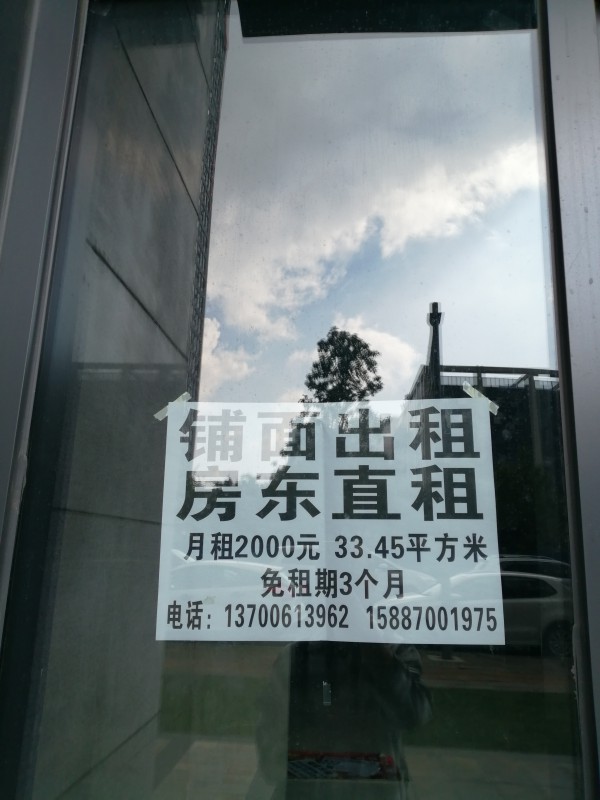 铺面出租
房东直租
月租2000元 33.45平方米
免租期3个月
电话：13700613962 15887001975